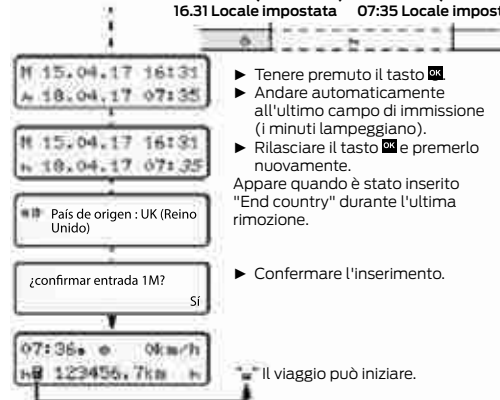 16.31 Locale impostata 07:35 Locale impost
M 15.04.17 16:31
18.04.17 07:35
► Tenere premuto il tasto OK.
► Andare automaticamente
all'ultimo campo di immissione
(i minuti lampeggiano).
M 15.04.17 16:31
18.04.17 07:35
► Rilasciare il tasto OK e premerlo
nuovamente.
Appare quando è stato inserito
"End country" durante l'ultima
rimozione.
País de origen : UK (Reino
Unido)
¿confirmar entrada 1M?
Sí
► Confermare l'inserimento.
07:36 0km/h
123456.7km
Il viaggio può iniziare.